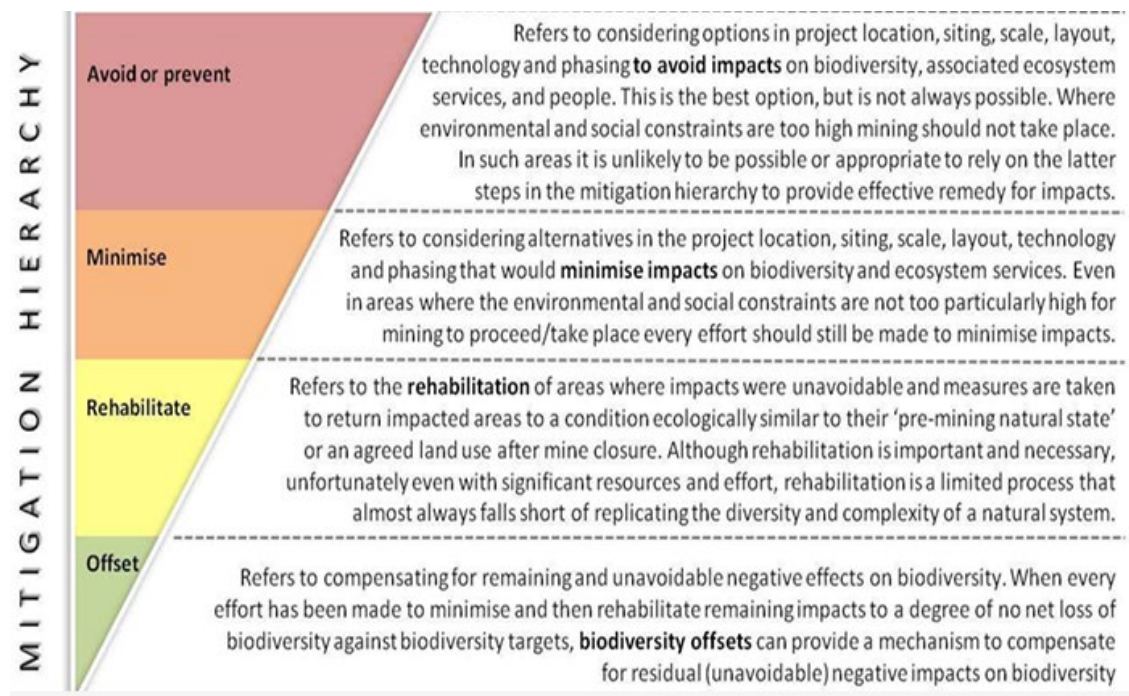 MITIGATION HIERARCHY
Avoid or prevent
Refers to considering options in project location, siting, scale, layout,
technology and phasing to avoid impacts on biodiversity, associated ecosystem
services, and people. This is the best option, but is not always possible. Where
environmental and social constraints are too high mining should not take place.
In such areas it is unlikely to be possible or appropriate to rely on the latter
steps in the mitigation hierarchy to provide effective remedy for impacts.
Minimise
Refers to considering alternatives in the project location, siting, scale, layout, technology
and phasing that would minimise impacts on biodiversity and ecosystem services. Even
in areas where the environmental and social constraints are not too particularly high for
mining to proceed/take place every effort should still be made to minimise impacts.
Rehabilitate
Refers to the rehabilitation of areas where impacts were unavoidable and measures are taken
to return impacted areas to a condition ecologically similar to their ‘pre-mining natural state’
or an agreed land use after mine closure. Although rehabilitation is important and necessary,
unfortunately even with significant resources and effort, rehabilitation is a limited process that
almost always falls short of replicating the diversity and complexity of a natural system.
Offset
Refers to compensating for remaining and unavoidable negative effects on biodiversity. When every
effort has been made to minimise and then rehabilitate remaining impacts to a degree of no net loss of
biodiversity against biodiversity targets, biodiversity offsets can provide a mechanism to compensate
for residual (unavoidable) negative impacts on biodiversity